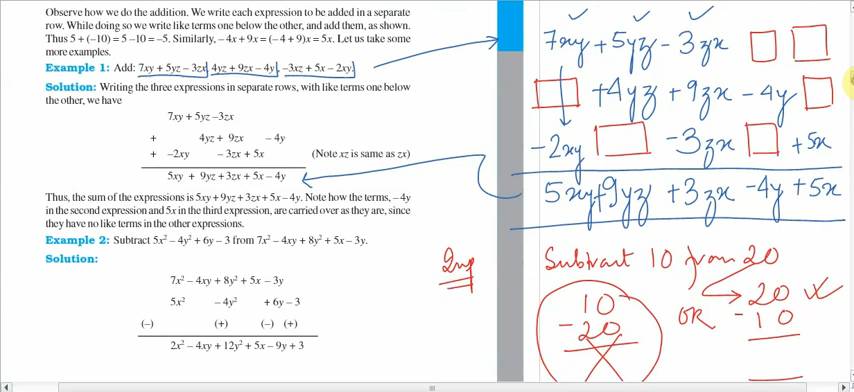 Observe how we do the addition. We write each expression to be added in a separate
row. While doing so we write like terms one below the other, and add them, as shown.
Thus 5 + (–10) = 5 –10 = –5. Similarly, –4x + 9x = (–4 + 9)x = 5x. Let us take some
more examples.
Example 1: Add: 7xy + 5yz – 3zx, 4yz + 9zx – 4y, –3xz + 5x – 2xy.
Solution: Writing the three expressions in separate rows, with like terms one below
the other, we have
7xy + 5yz –3zx
+ 4yz + 9zx – 4y
+ –2xy – 3zx + 5x (Note xz is same as zx)
5xy + 9yz +3zx + 5x – 4y
Thus, the sum of the expressions is 5xy + 9yz + 3zx + 5x – 4y. Note how the terms, –4y
in the second expression and 5x in the third expression, are carried over as they are, since
they have no like terms in the other expressions.
Example 2: Subtract 5x² – 4y² + 6y – 3 from 7x² – 4xy + 8y² + 5x – 3y.
Solution:
7x² – 4xy + 8y² + 5x – 3y
5x² – 4y² + 6y – 3
(–) (+) (–) (+)
2x² – 4xy + 12y² + 5x – 9y + 3
7xy + 5yz – 3zx
+4yz + 9zx – 4y
–2xy –3zx +5x
5xy+9yz +3zx –4y +5x
Subtract 10 from 20
10
–20
OR
20
–10